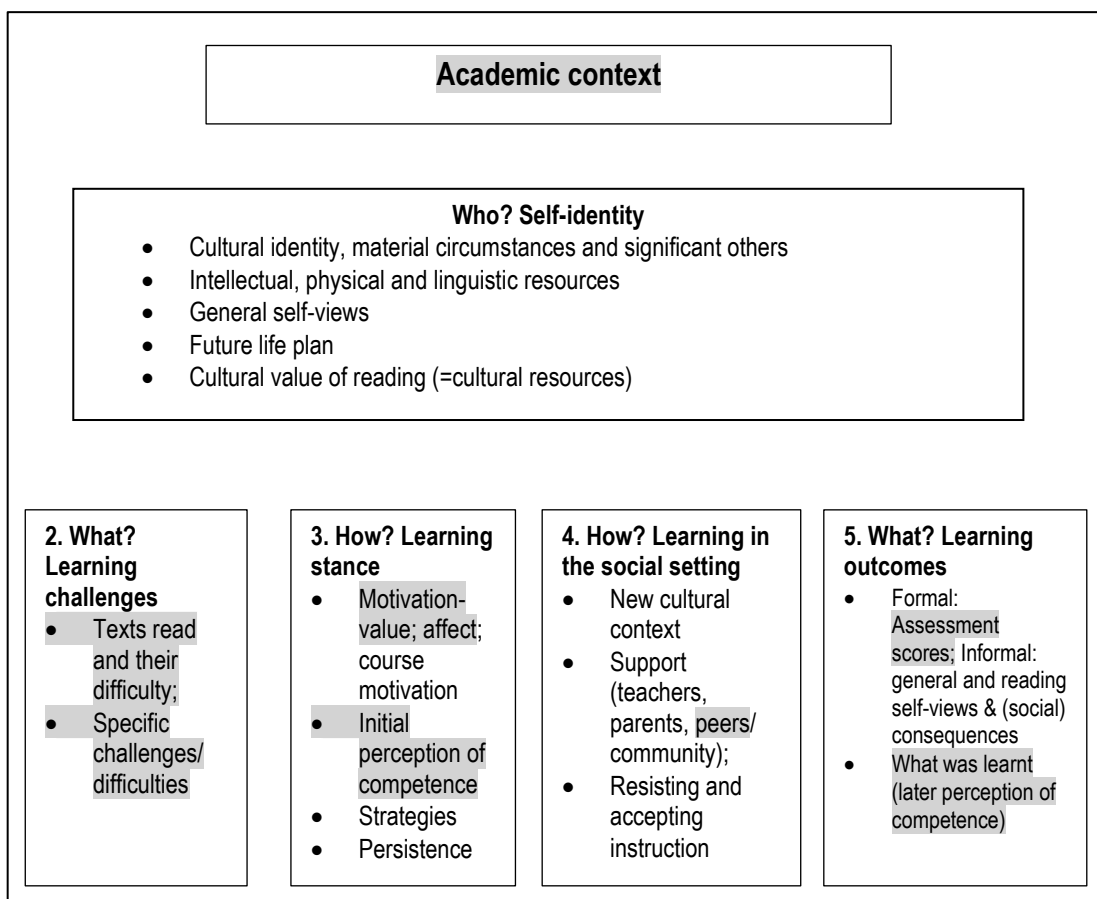 Academic context
Who? Self-identity
• Cultural identity, material circumstances and significant others
• Intellectual, physical and linguistic resources
• General self-views
• Future life plan
• Cultural value of reading (=cultural resources)
2. What?
Learning
challenges
• Texts read
and their
difficulty;
• Specific
challenges/
difficulties
3. How? Learning
stance
• Motivation-
value; affect;
course
motivation
• Initial
perception of
competence
• Strategies
• Persistence
4. How? Learning in
the social setting
• New cultural
context
• Support
(teachers,
parents, peers/
community);
• Resisting and
accepting
instruction
5. What? Learning
outcomes
• Formal:
Assessment
scores; Informal:
general and reading
self-views & (social)
consequences
• What was learnt
(later perception of
competence)